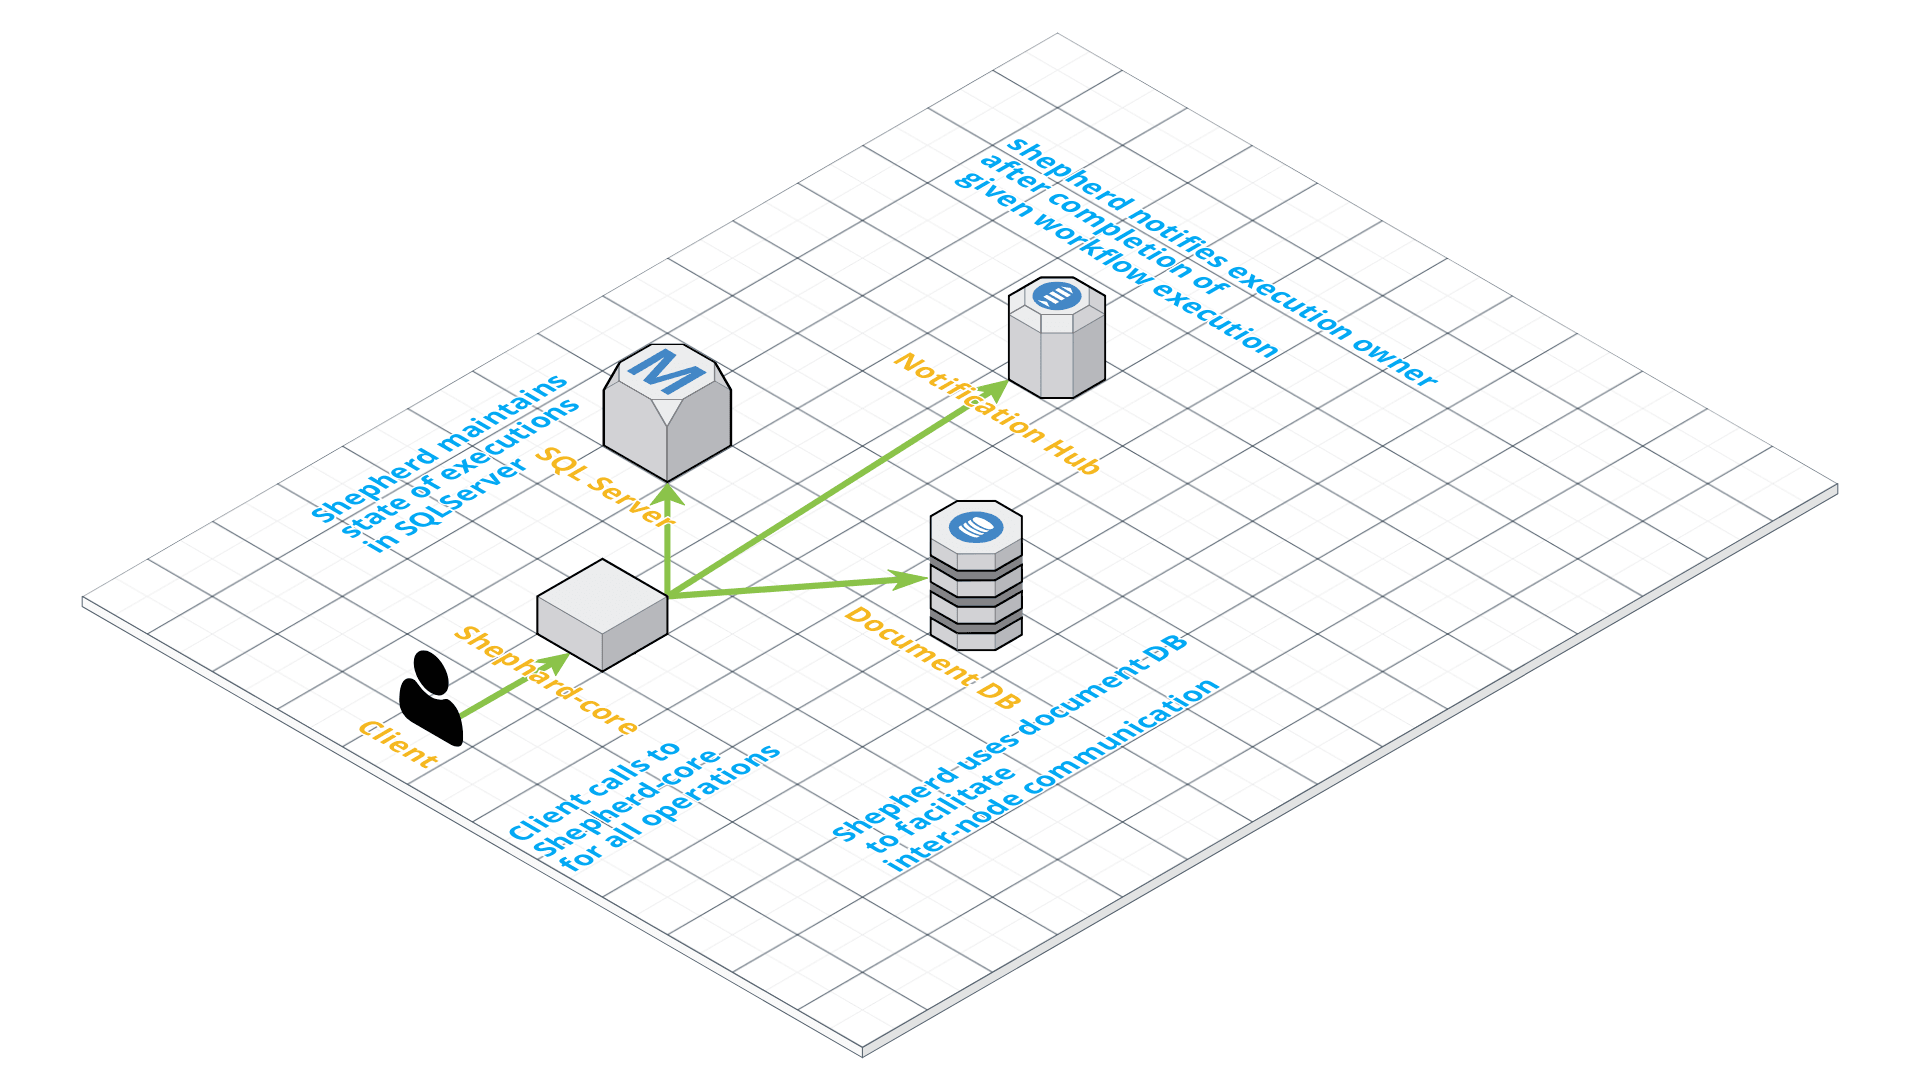 shepherd notifies execution owner
after completion of
given workflow execution
Notification Hub
M
Shepherd maintains
state of executions
in SQLServer
SQL Server
Document DB
Shephard-core
Client
Client calls to
Shepherd-core
for all operations
Shepherd uses document DB
to facilitate
inter-node communication